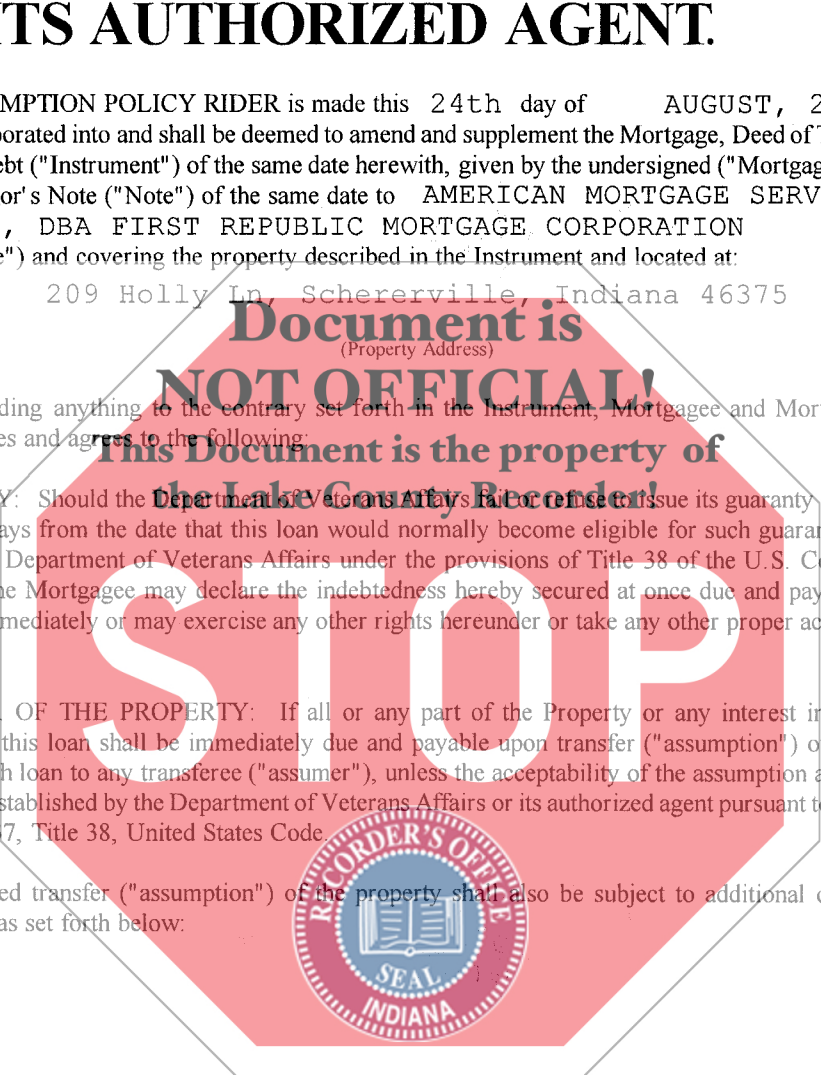 ITS AUTHORIZED AGENT.
MPTION POLICY RIDER is made this 24th day of AUGUST, 2
porated into and shall be deemed to amend and supplement the Mortgage, Deed of T
ebt ("Instrument") of the same date herewith, given by the undersigned ("Mortgag
or's Note ("Note") of the same date to AMERICAN MORTGAGE SERV
, DBA FIRST REPUBLIC MORTGAGE CORPORATION
e") and covering the property described in the Instrument and located at:
209 Holly Ln, Schererville, Indiana 46375
Document is
(Property Address)
NOT OFFICIAL!
ding anything to the contrary set forth in the Instrument, Mortgagee and Mor
es and agrees to the following:
This Document is the property of
the Lake County Recorder!
Y: Should the Department of Veterans Affairs fail or refuse to issue its guaranty
ays from the date that this loan would normally become eligible for such guaran
Department of Veterans Affairs under the provisions of Title 38 of the U.S. C
e Mortgagee may declare the indebtedness hereby secured at once due and pay
mediately or may exercise any other rights hereunder or take any other proper ac
STOP
OF THE PROPERTY: If all or any part of the Property or any interest in
this loan shall be immediately due and payable upon transfer ("assumption") o
h loan to any transferee ("assumer"), unless the acceptability of the assumption a
stablished by the Department of Veterans Affairs or its authorized agent pursuant t
7, Title 38, United States Code.
ed transfer ("assumption") of the property shall also be subject to additional c
as set forth below:
RECORDER'S OFFICE
SEAL
INDIANA